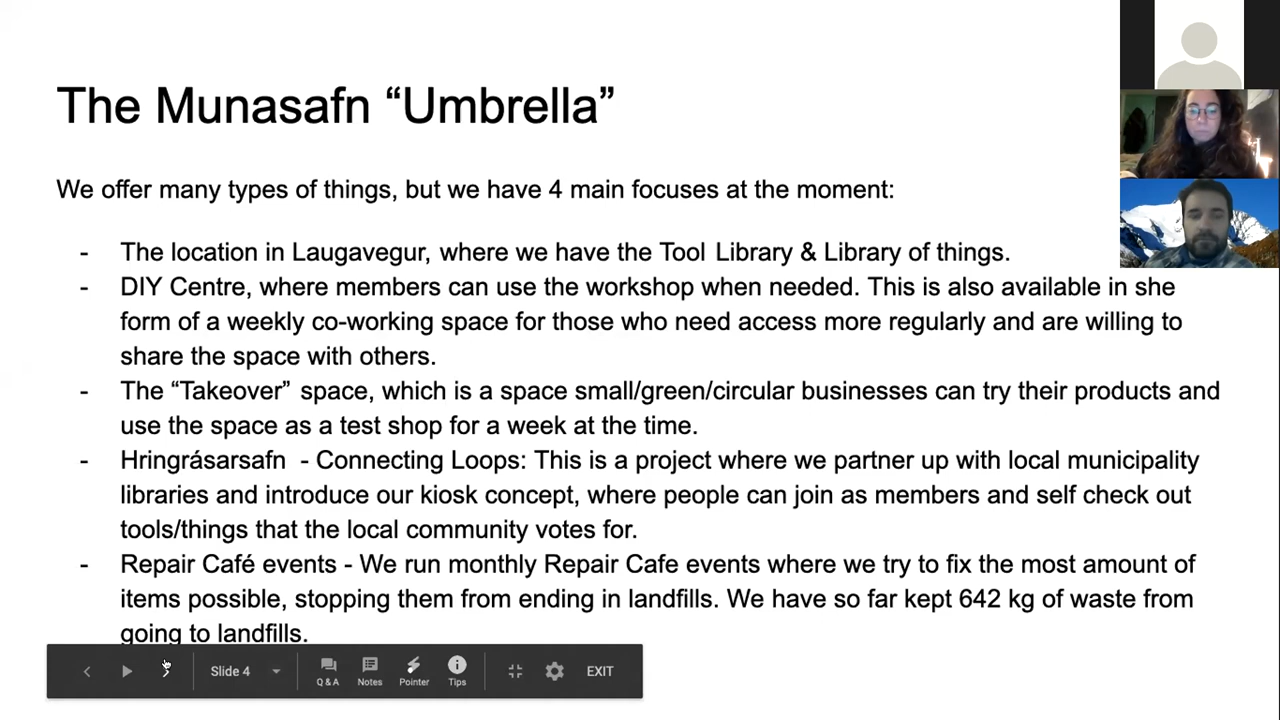 The Munasafn “Umbrella”
We offer many types of things, but we have 4 main focuses at the moment:
- The location in Laugavegur, where we have the Tool Library & Library of things.
- DIY Centre, where members can use the workshop when needed. This is also available in she
form of a weekly co-working space for those who need access more regularly and are willing to
share the space with others.
- The “Takeover” space, which is a space small/green/circular businesses can try their products and
use the space as a test shop for a week at the time.
- Hringrásarsafn - Connecting Loops: This is a project where we partner up with local municipality
libraries and introduce our kiosk concept, where people can join as members and self check out
tools/things that the local community votes for.
- Repair Café events - We run monthly Repair Cafe events where we try to fix the most amount of
items possible, stopping them from ending in landfills. We have so far kept 642 kg of waste from
going to landfills.
Slide 4
Q & A
Notes
Pointer
Tips
EXIT